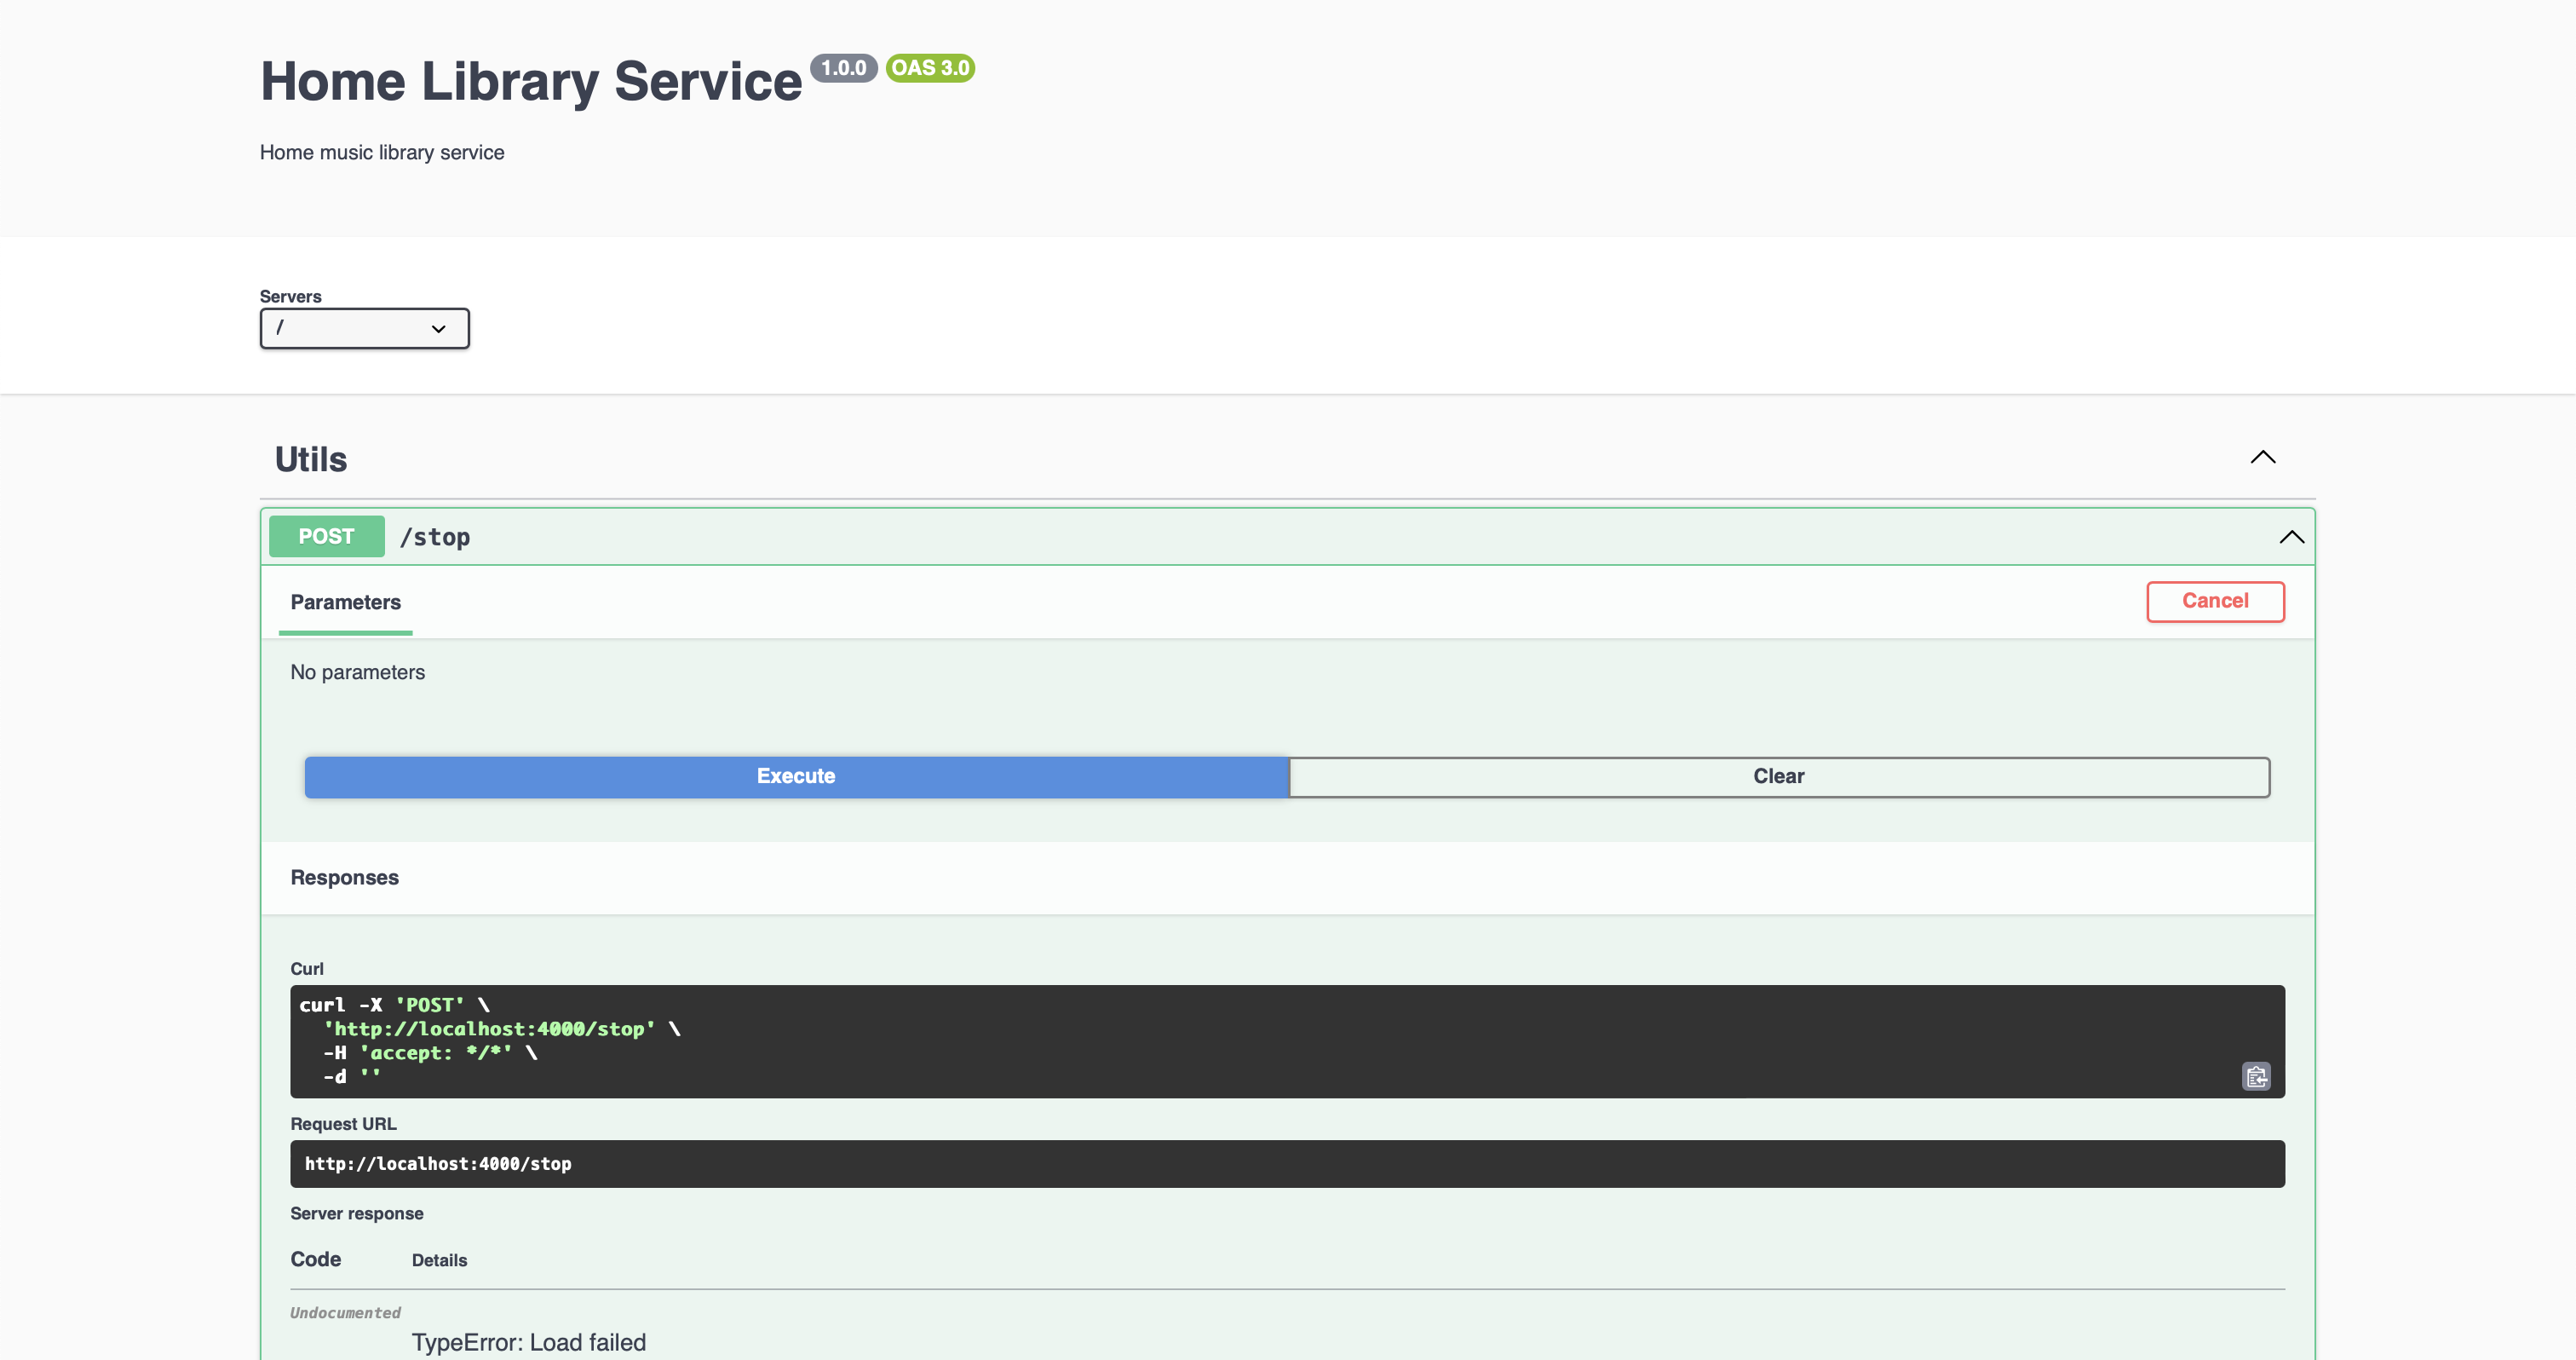 Home Library Service 1.0.0 OAS 3.0
Home music library service
Servers
/
Utils
POST /stop
Parameters
Cancel
No parameters
Execute
Clear
Responses
Curl
curl -X 'POST' \
  'http://localhost:4000/stop' \
  -H 'accept: */*' \
  -d ''
Request URL
http://localhost:4000/stop
Server response
Code Details
Undocumented
TypeError: Load failed